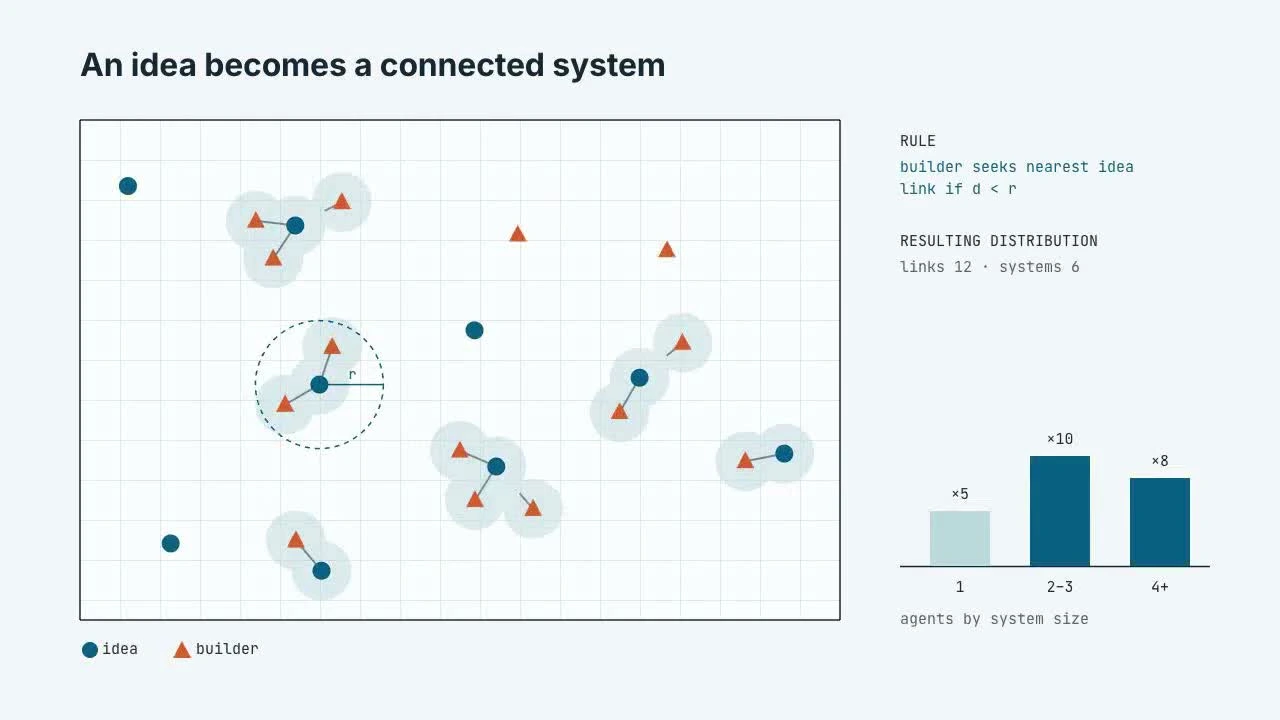 An idea becomes a connected system
RULE
builder seeks nearest idea
link if d < r
RESULTING DISTRIBUTION
links 12 · systems 6
r
×10
×8
×5
1
2–3
4+
agents by system size
idea
builder